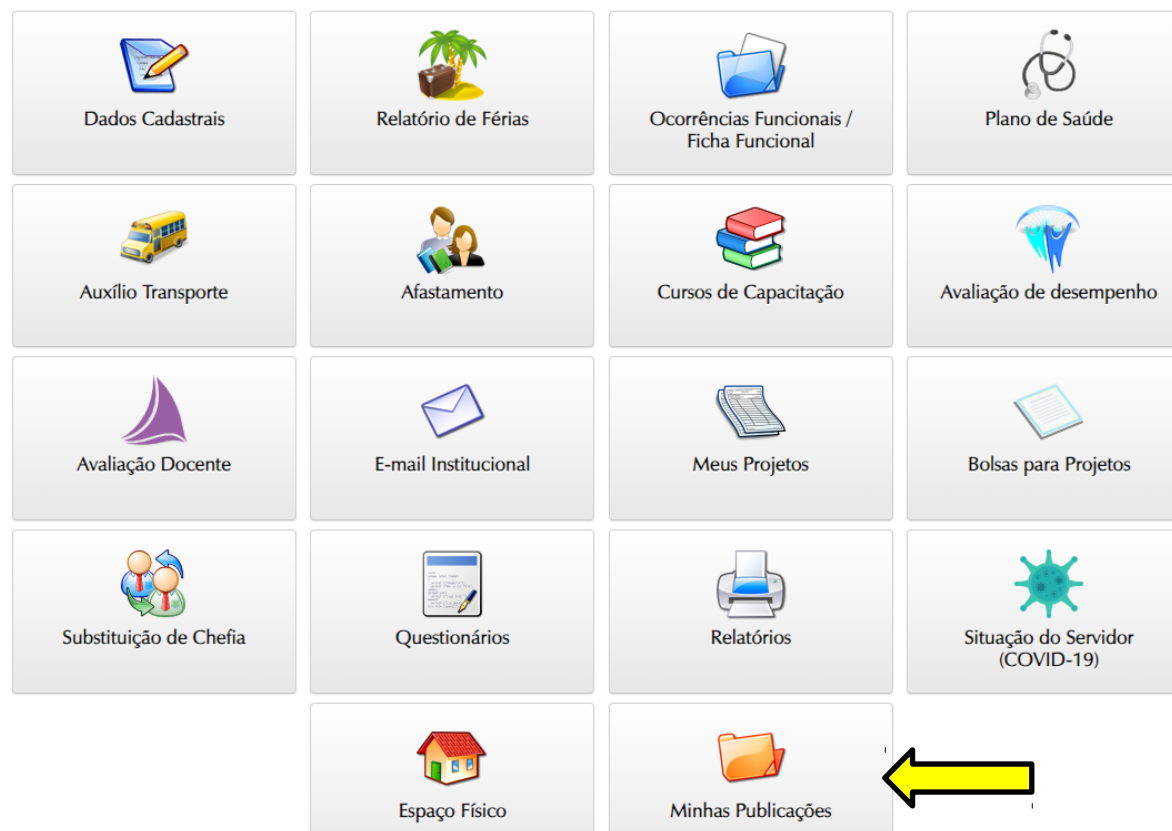 Dados Cadastrais
Relatório de Férias
Ocorrências Funcionais /
Ficha Funcional
Plano de Saúde
Auxílio Transporte
Afastamento
Cursos de Capacitação
Avaliação de desempenho
Avaliação Docente
E-mail Institucional
Meus Projetos
Bolsas para Projetos
Substituição de Chefia
Questionários
Relatórios
Situação do Servidor
(COVID-19)
Espaço Físico
Minhas Publicações